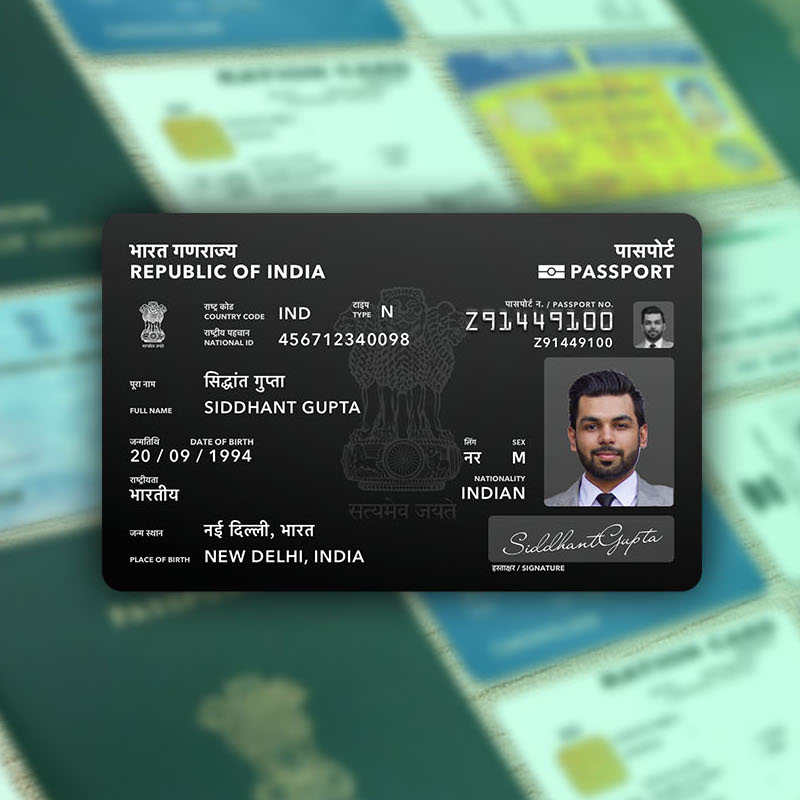 RATION CARD
भारत गणराज्य
REPUBLIC OF INDIA
पासपोर्ट
PASSPORT
राष्ट्र कोड
COUNTRY CODE IND
टाइप
TYPE N
राष्ट्रीय पहचान
NATIONAL ID 456712340098
पासपोर्ट न. / PASSPORT NO.
Z91449100
Z91449100
सत्यमेव जयते
पूरा नाम सिद्धांत गुप्ता
FULL NAME SIDDHANT GUPTA
जन्मतिथि DATE OF BIRTH
20 / 09 / 1994
लिंग SEX
नर M
राष्ट्रीयता
भारतीय
NATIONALITY
INDIAN
सत्यमेव जयते
जन्म स्थान नई दिल्ली, भारत
PLACE OF BIRTH NEW DELHI, INDIA
SiddhantGupta
हस्ताक्षर / SIGNATURE
RATION CARD